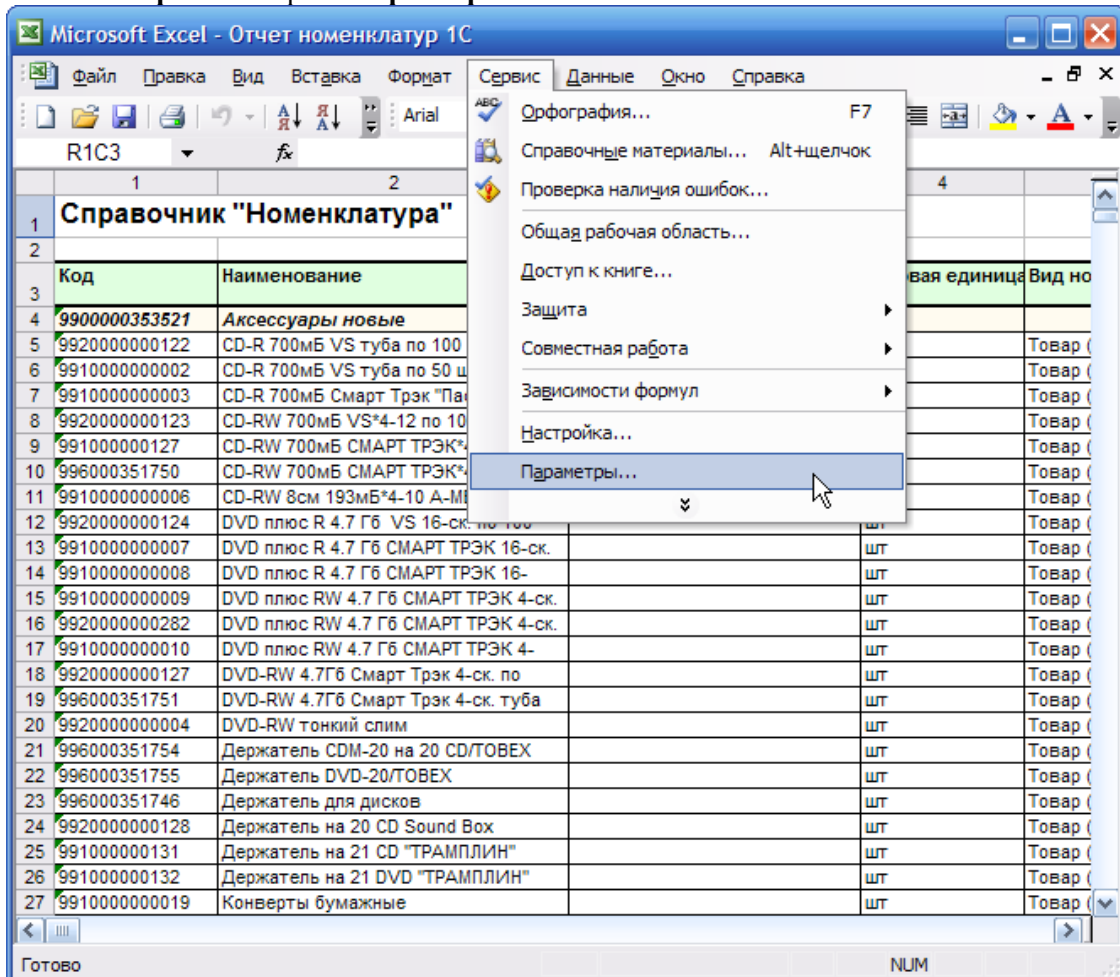 Microsoft Excel - Отчет номенклатур 1С
Файл Правка Вид Вставка Формат Сервис Данные Окно Справка
Arial
R1C3 fx
Орфография... F7
Справочные материалы... Alt+щелчок
Проверка наличия ошибок...
Общая рабочая область...
Доступ к книге...
Защита
Совместная работа
Зависимости формул
Настройка...
Параметры...
1 2 4
1 Справочник "Номенклатура"
2
3 Код Наименование вая единица Вид но
4 9900000353521 Аксессуары новые
5 9920000000122 CD-R 700мБ VS туба по 100 Товар (
6 9910000000002 CD-R 700мБ VS туба по 50 ш Товар (
7 9910000000003 CD-R 700мБ Смарт Трэк "Па Товар (
8 9920000000123 CD-RW 700мБ VS*4-12 по 10 Товар (
9 991000000127 CD-RW 700мБ СМАРТ ТРЭК* Товар (
10 996000351750 CD-RW 700мБ СМАРТ ТРЭК* Товар (
11 9910000000006 CD-RW 8см 193мБ*4-10 А-М Товар (
12 9920000000124 DVD плюс R 4.7 Гб VS 16-ск. по 100 шт Товар (
13 9910000000007 DVD плюс R 4.7 Гб СМАРТ ТРЭК 16-ск. шт Товар (
14 9910000000008 DVD плюс R 4.7 Гб СМАРТ ТРЭК 16- шт Товар (
15 9910000000009 DVD плюс RW 4.7 Гб СМАРТ ТРЭК 4-ск. шт Товар (
16 9920000000282 DVD плюс RW 4.7 Гб СМАРТ ТРЭК 4-ск. шт Товар (
17 9910000000010 DVD плюс RW 4.7 Гб СМАРТ ТРЭК 4- шт Товар (
18 9920000000127 DVD-RW 4.7Гб Смарт Трэк 4-ск. по шт Товар (
19 996000351751 DVD-RW 4.7Гб Смарт Трэк 4-ск. туба шт Товар (
20 9920000000004 DVD-RW тонкий слим шт Товар (
21 996000351754 Держатель CDM-20 на 20 CD/TOBEX шт Товар (
22 996000351755 Держатель DVD-20/TOBEX шт Товар (
23 996000351746 Держатель для дисков шт Товар (
24 9920000000128 Держатель на 20 CD Sound Box шт Товар (
25 991000000131 Держатель на 21 CD "ТРАМПЛИН" шт Товар (
26 991000000132 Держатель на 21 DVD "ТРАМПЛИН" шт Товар (
27 9910000000019 Конверты бумажные шт Товар (
Готово NUM